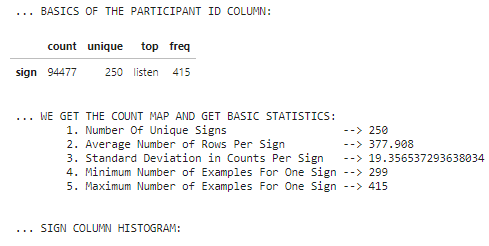 ... BASICS OF THE PARTICIPANT ID COLUMN:
count unique top freq
sign 94477 250 listen 415
... WE GET THE COUNT MAP AND GET BASIC STATISTICS:
1. Number Of Unique Signs --> 250
2. Average Number of Rows Per Sign --> 377.908
3. Standard Deviation in Counts Per Sign --> 19.356537293638034
4. Minimum Number of Examples For One Sign --> 299
5. Maximum Number of Examples For One Sign --> 415
... SIGN COLUMN HISTOGRAM: